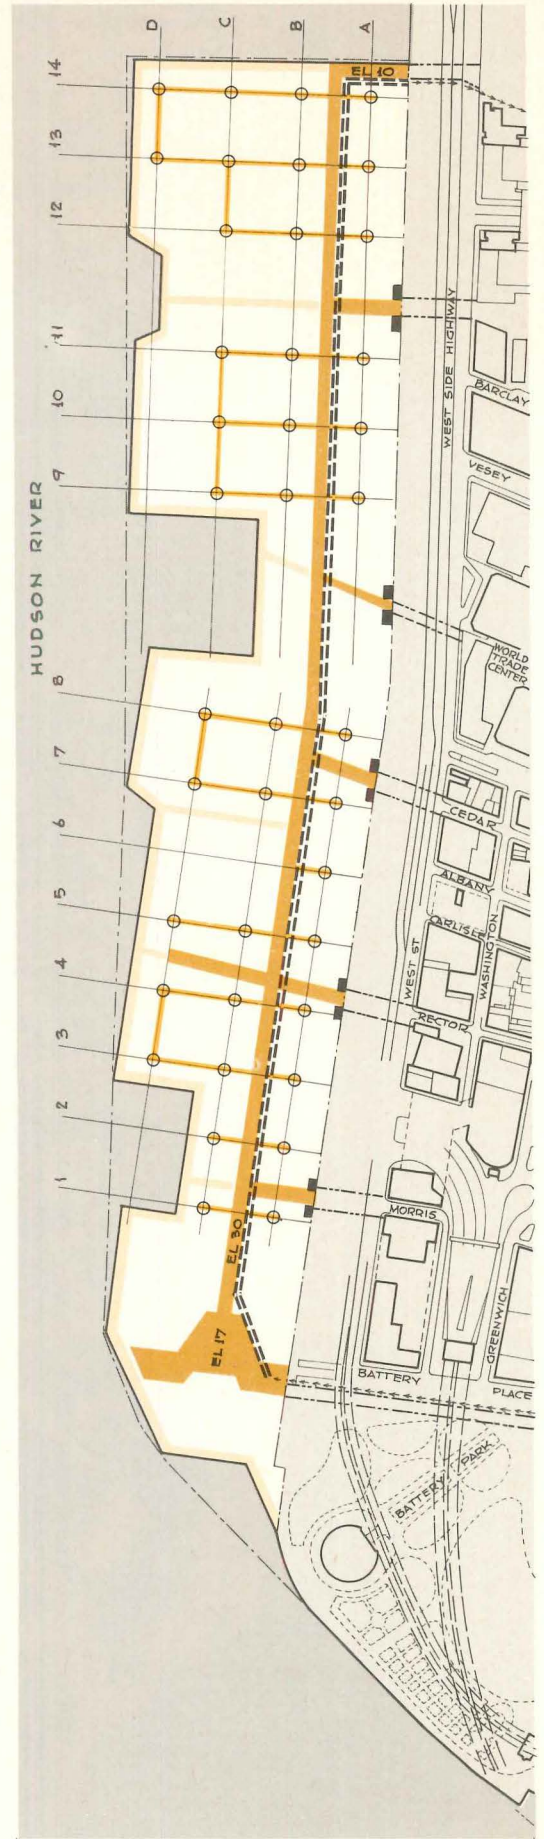 D C B A
14
EL 10
13
12
11
10
9
WEST SIDE HIGHWAY
BARCLAY
VESEY
HUDSON RIVER
WORLD
TRADE
CENTER
8
7
6
5
4
3
2
1
CEDAR
ALBANY
CARLISLE
WASHINGTON
WEST ST
RECTOR
MORRIS
EL 30
EL 17
GREENWICH
BATTERY
PLACE
BATTERY PARK